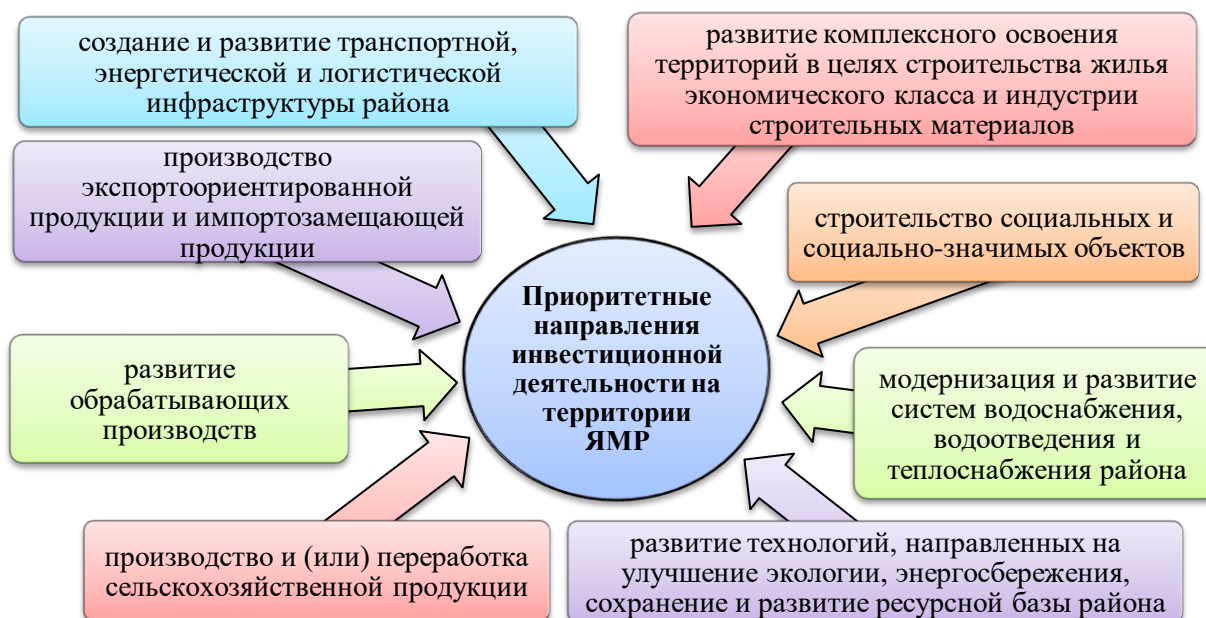 создание и развитие транспортной,
энергетической и логистической
инфраструктуры района
развитие комплексного освоения
территорий в целях строительства жилья
экономического класса и индустрии
строительных материалов
производство
экспортоориентированной
продукции и импортозамещающей
продукции
строительство социальных и
социально-значимых объектов
Приоритетные
направления
инвестиционной
деятельности на
территории
ЯМР
развитие
обрабатывающих
производств
модернизация и развитие
систем водоснабжения,
водоотведения и
теплоснабжения района
производство и (или) переработка
сельскохозяйственной продукции
развитие технологий, направленных на
улучшение экологии, энергосбережения,
сохранение и развитие ресурсной базы района